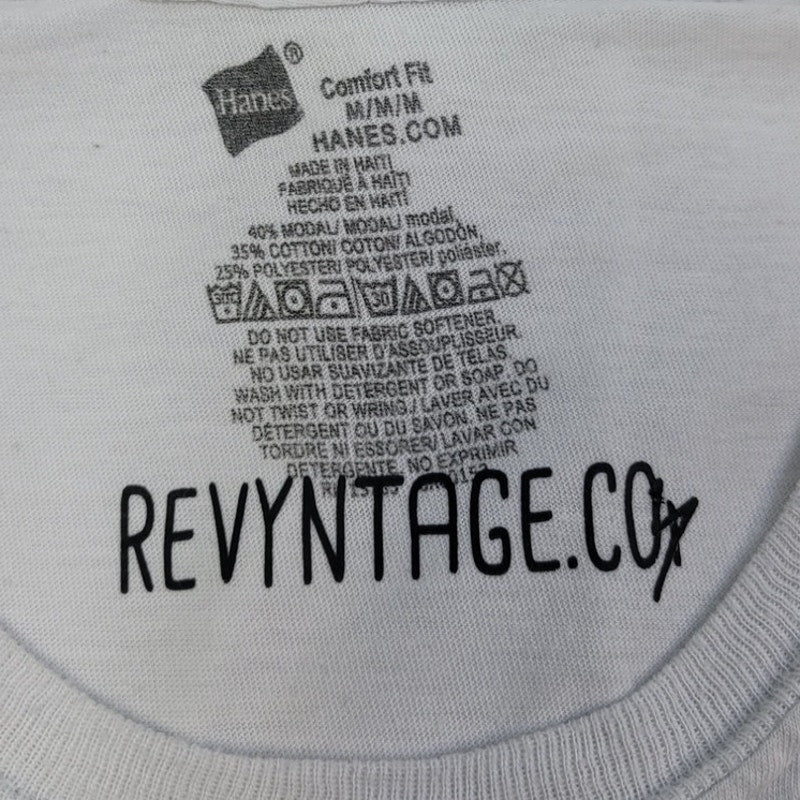 Hanes®
Comfort Fit
M/M/M
HANES.COM
MADE IN HAITI
FABRIQUÉ À HAÏTI
HECHO EN HAITÍ
40% MODAL/ MODAL/ modal,
35% COTTON/ COTON/ ALGODÓN,
25% POLYESTER/ POLYESTER/ poliéster.
30
DO NOT USE FABRIC SOFTENER.
NE PAS UTILISER D'ASSOUPLISSEUR.
NO USAR SUAVIZANTE DE TELAS.
WASH WITH DETERGENT OR SOAP. DO
NOT TWIST OR WRING./ LAVER AVEC DU
DÉTERGENT OU DU SAVON. NE PAS
TORDRE NI ESSORER/ LAVAR CON
DETERGENTE. NO EXPRIMIR
REVYNTAGE.CO